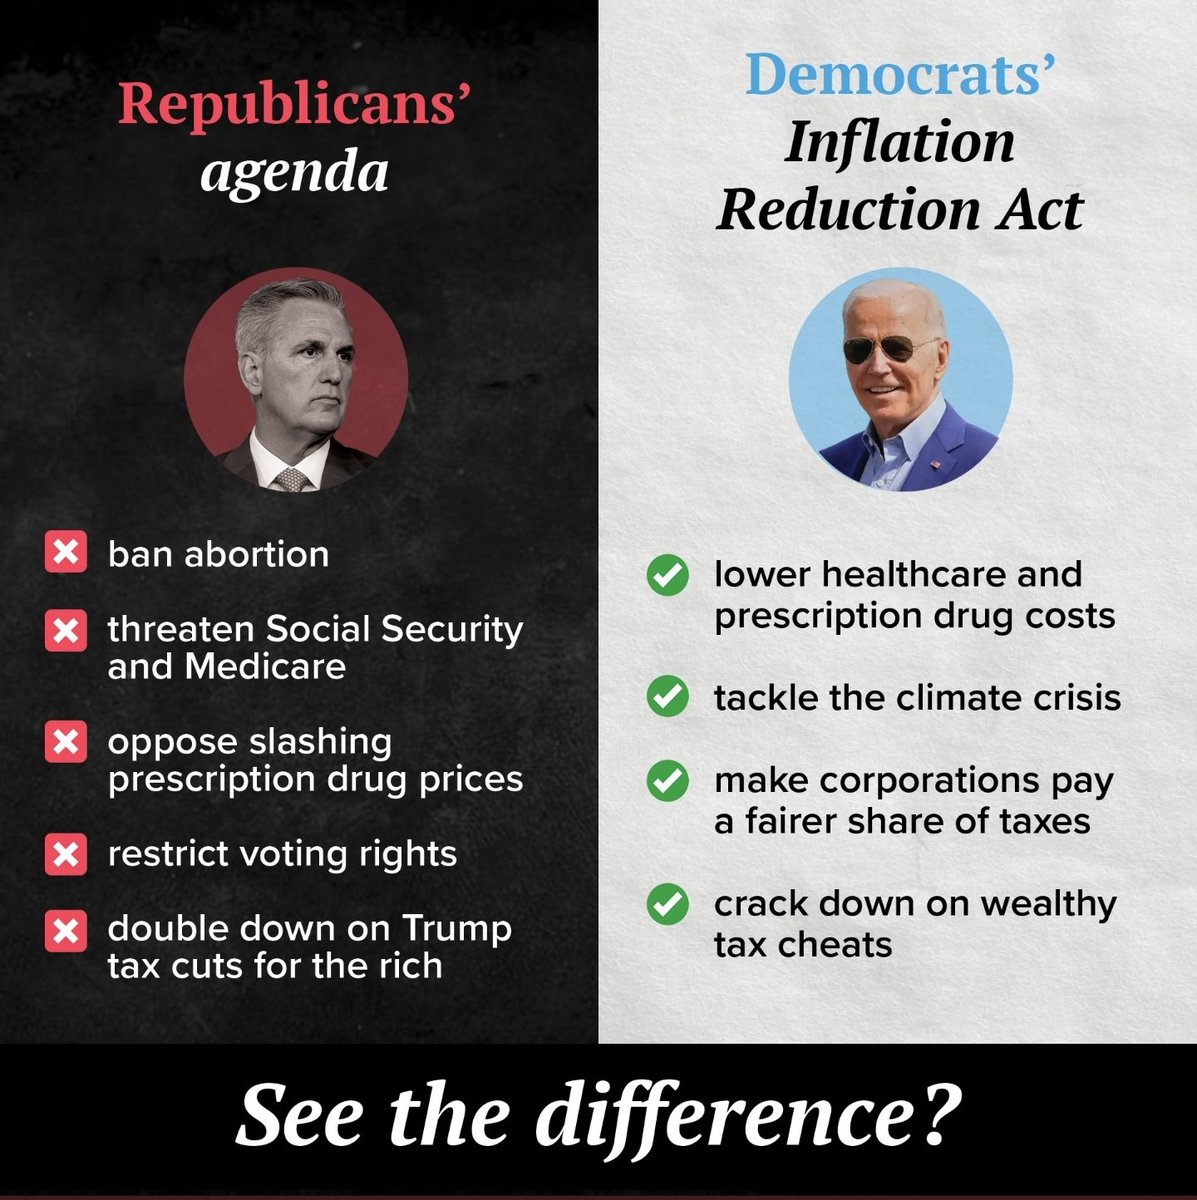 Republicans’
agenda
ban abortion
threaten Social Security
and Medicare
oppose slashing
prescription drug prices
restrict voting rights
double down on Trump
tax cuts for the rich
Democrats’
Inflation
Reduction Act
lower healthcare and
prescription drug costs
tackle the climate crisis
make corporations pay
a fairer share of taxes
crack down on wealthy
tax cheats
See the difference?